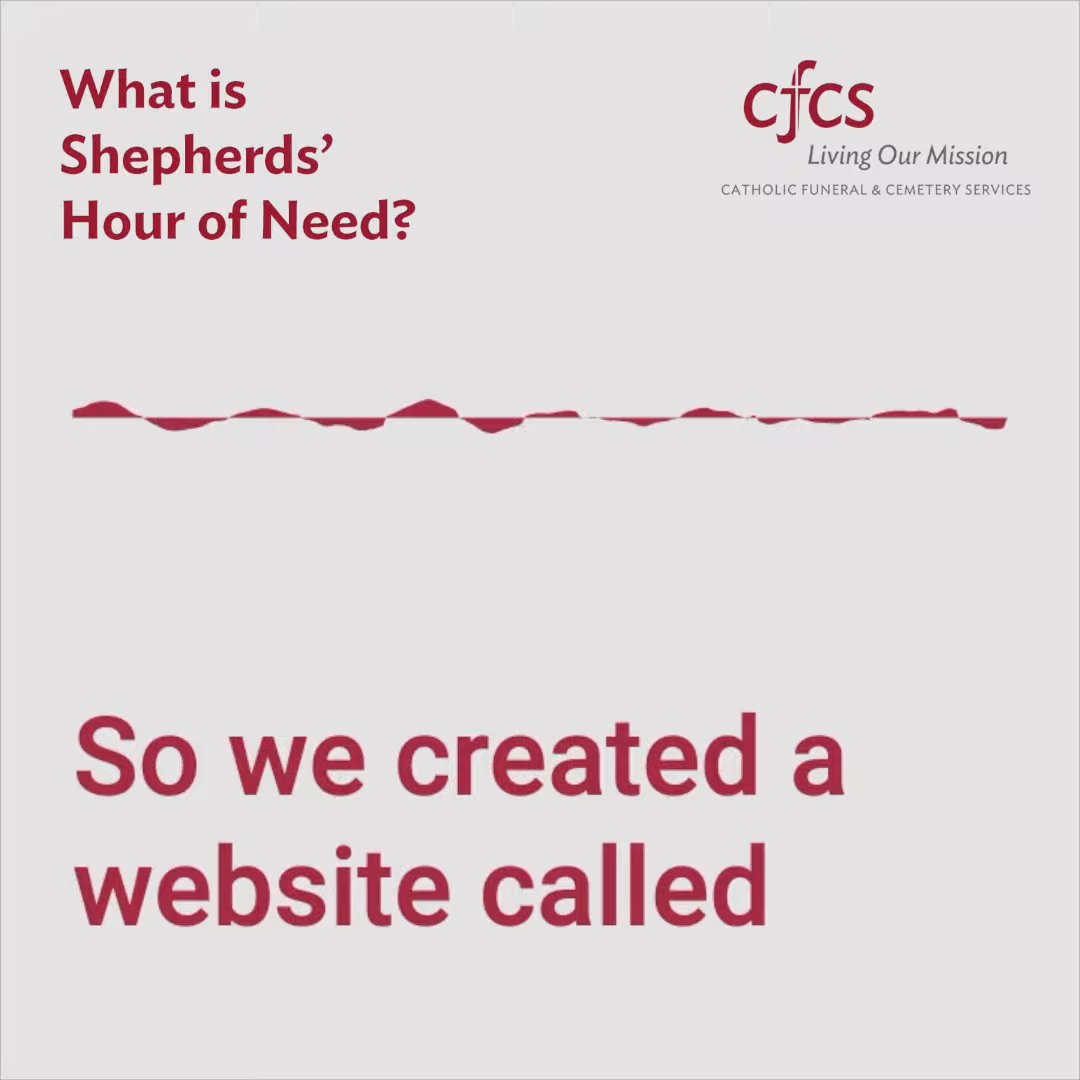 What is
Shepherds’
Hour of Need?
cfcs
Living Our Mission
CATHOLIC FUNERAL & CEMETERY SERVICES
So we created a
website called